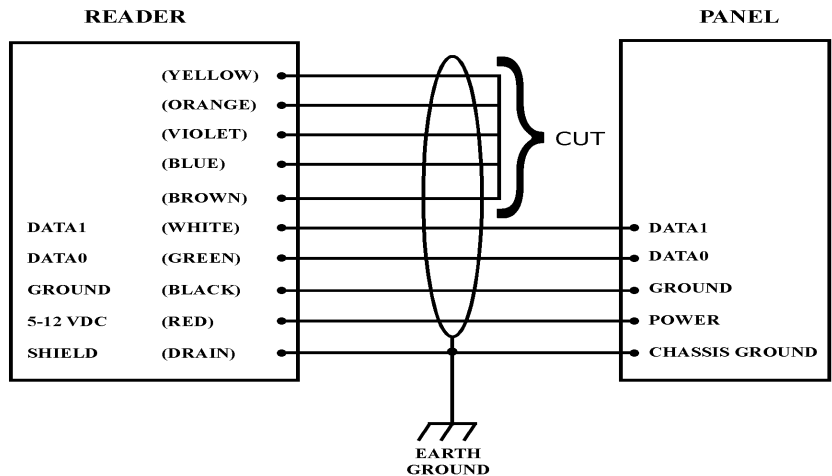 READER
PANEL
(YELLOW)
(ORANGE)
(VIOLET)
(BLUE)
(BROWN)
CUT
DATA1 (WHITE) DATA1
DATA0 (GREEN) DATA0
GROUND (BLACK) GROUND
5-12 VDC (RED) POWER
SHIELD (DRAIN) CHASSIS GROUND
EARTH
GROUND